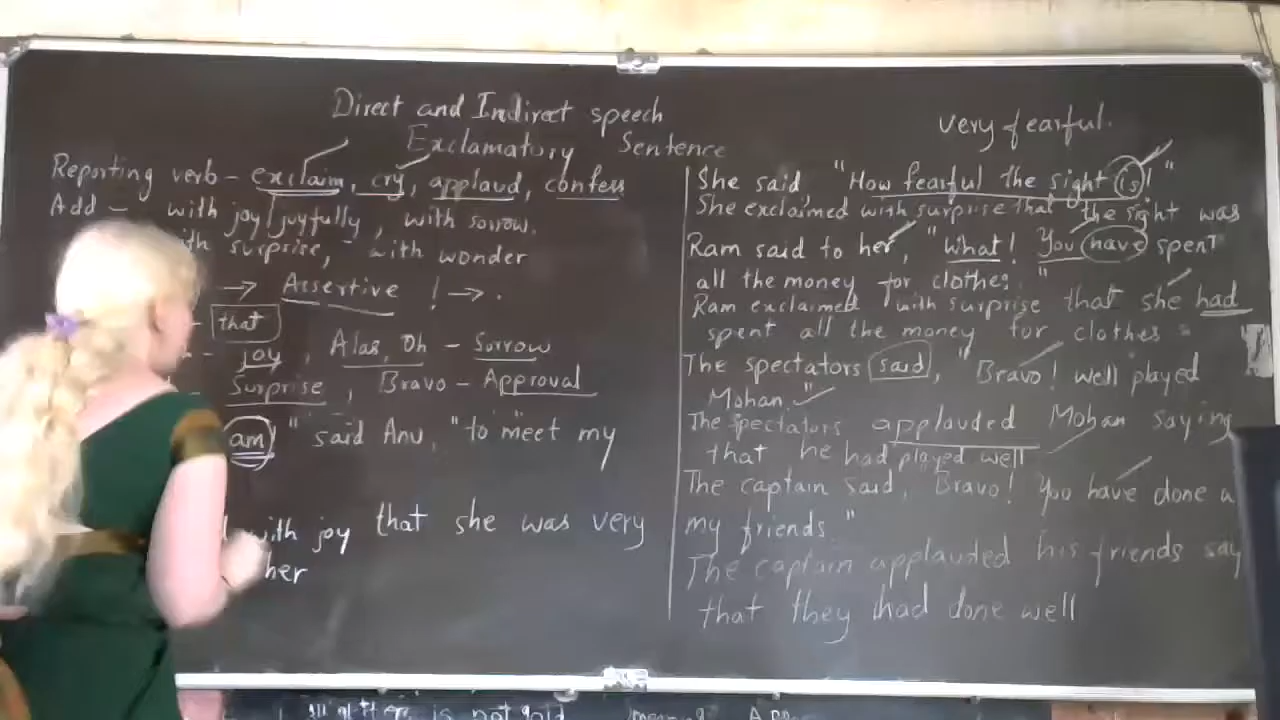 Direct and Indirect speech
Exclamatory Sentence
Reporting verb - exclaim, cry, applaud, confess
Add - with joy/joyfully, with sorrow.
with surprise, with wonder
→ Assertive ! → .
that
- joy, Alas, Oh - Sorrow
Surprise, Bravo - Approval
am" said Anu, "to meet my
with joy that she was very
her
very fearful.
She said, "How fearful the sight is!"
She exclaimed with surprise that the sight was
Ram said to her, "What! You have spent
all the money for clothes."
Ram exclaimed with surprise that she had
spent all the money for clothes
The spectators said, "Bravo! well played
Mohan."
The spectators applauded Mohan saying
that he had played well
The captain said, Bravo! You have done
my friends."
The captain applauted his friends say
that they had done well
is not gold